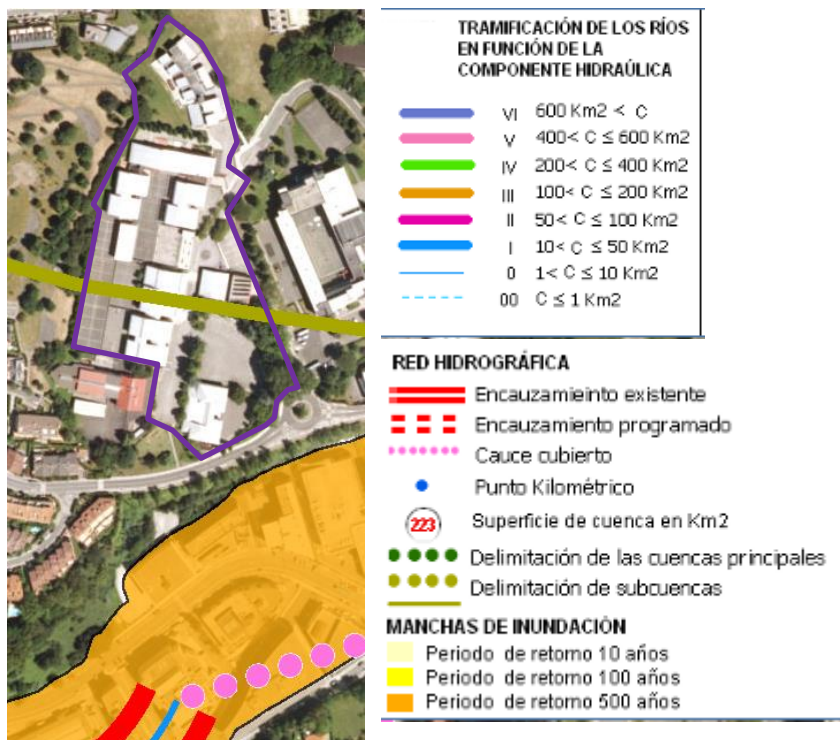 TRAMIFICACIÓN DE LOS RÍOS
EN FUNCIÓN DE LA
COMPONENTE HIDRAÚLICA
VI 600 Km2 < C
V 400< C ≤ 600 Km2
IV 200< C ≤ 400 Km2
III 100< C ≤ 200 Km2
II 50< C ≤ 100 Km2
I 10< C ≤ 50 Km2
0 1< C ≤ 10 Km2
00 C ≤ 1 Km2
RED HIDROGRÁFICA
Encauzamieinto existente
Encauzamiento programado
Cauce cubierto
Punto Kilométrico
223 Superficie de cuenca en Km2
Delimitación de las cuencas principales
Delimitación de subcuencas
MANCHAS DE INUNDACIÓN
Periodo de retorno 10 años
Periodo de retorno 100 años
Periodo de retorno 500 años